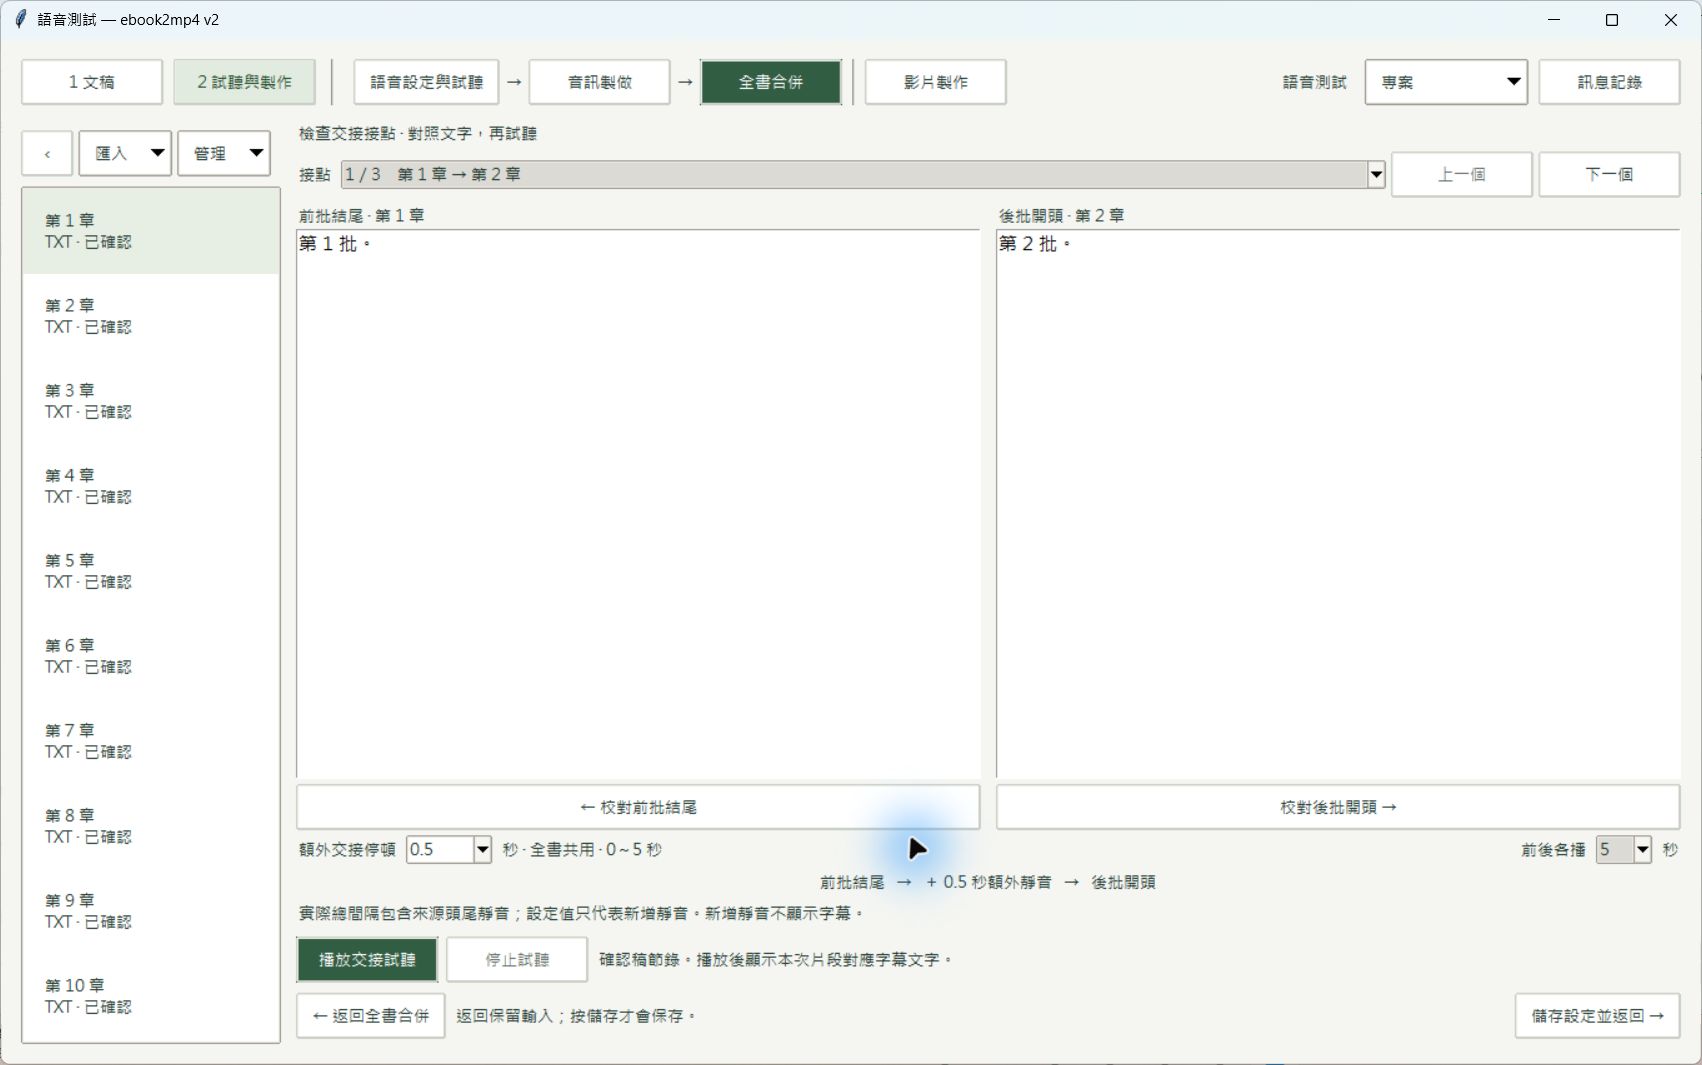 語音測試 — ebook2mp4 v2
1 文稿
2 試聽與製作
語音設定與試聽
→
音訊製做
→
全書合併
影片製作
語音測試
專案
訊息記錄
‹
匯入
管理
檢查交接接點 · 對照文字，再試聽
接點
1 / 3 第 1 章 → 第 2 章
上一個
下一個
第 1 章
TXT · 已確認
第 2 章
TXT · 已確認
第 3 章
TXT · 已確認
第 4 章
TXT · 已確認
第 5 章
TXT · 已確認
第 6 章
TXT · 已確認
第 7 章
TXT · 已確認
第 8 章
TXT · 已確認
第 9 章
TXT · 已確認
第 10 章
TXT · 已確認
前批結尾 · 第 1 章
第 1 批。
← 校對前批結尾
後批開頭 · 第 2 章
第 2 批。
校對後批開頭 →
額外交接停頓
0.5
秒 · 全書共用 · 0 ~ 5 秒
前後各播
5
秒
前批結尾 → + 0.5 秒額外靜音 → 後批開頭
實際總間隔包含來源頭尾靜音；設定值只代表新增靜音。新增靜音不顯示字幕。
播放交接試聽
停止試聽
確認稿節錄。播放後顯示本次片段對應字幕文字。
← 返回全書合併
返回保留輸入；按儲存才會保存。
儲存設定並返回 →